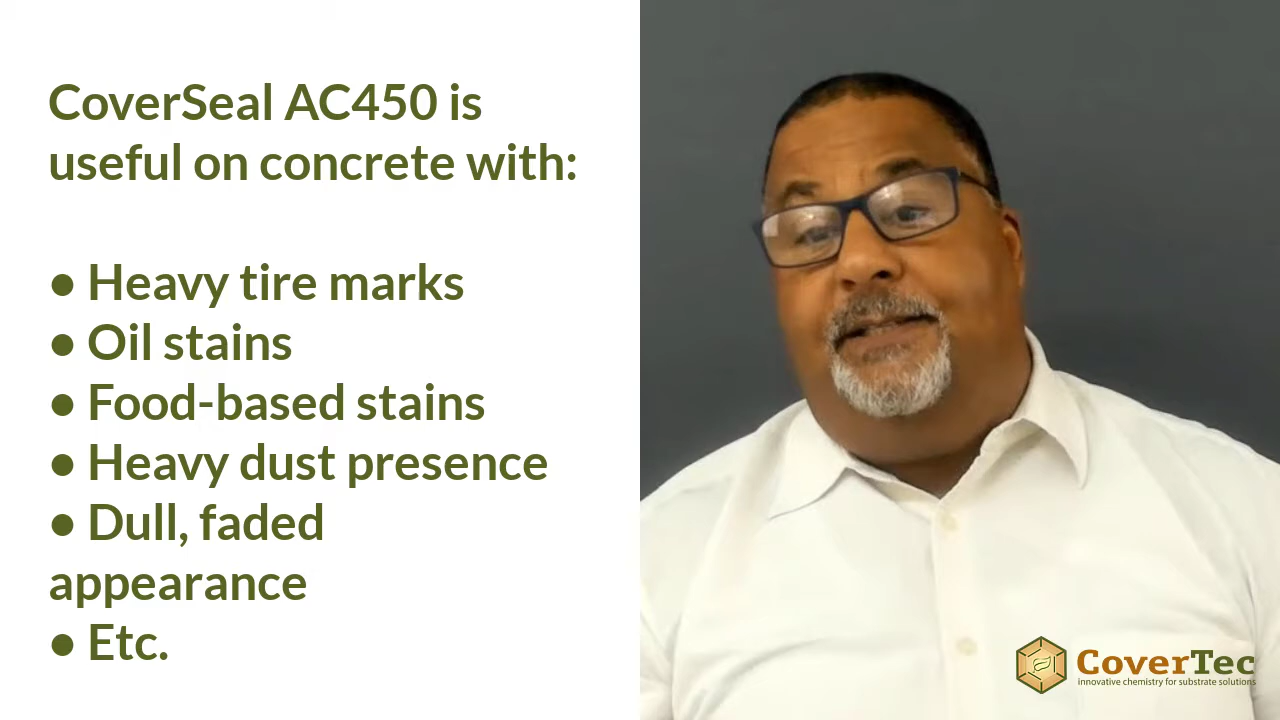 CoverSeal AC450 is
useful on concrete with:
● Heavy tire marks
● Oil stains
● Food-based stains
● Heavy dust presence
● Dull, faded
appearance
● Etc.
CoverTec
innovative chemistry for substrate solutions